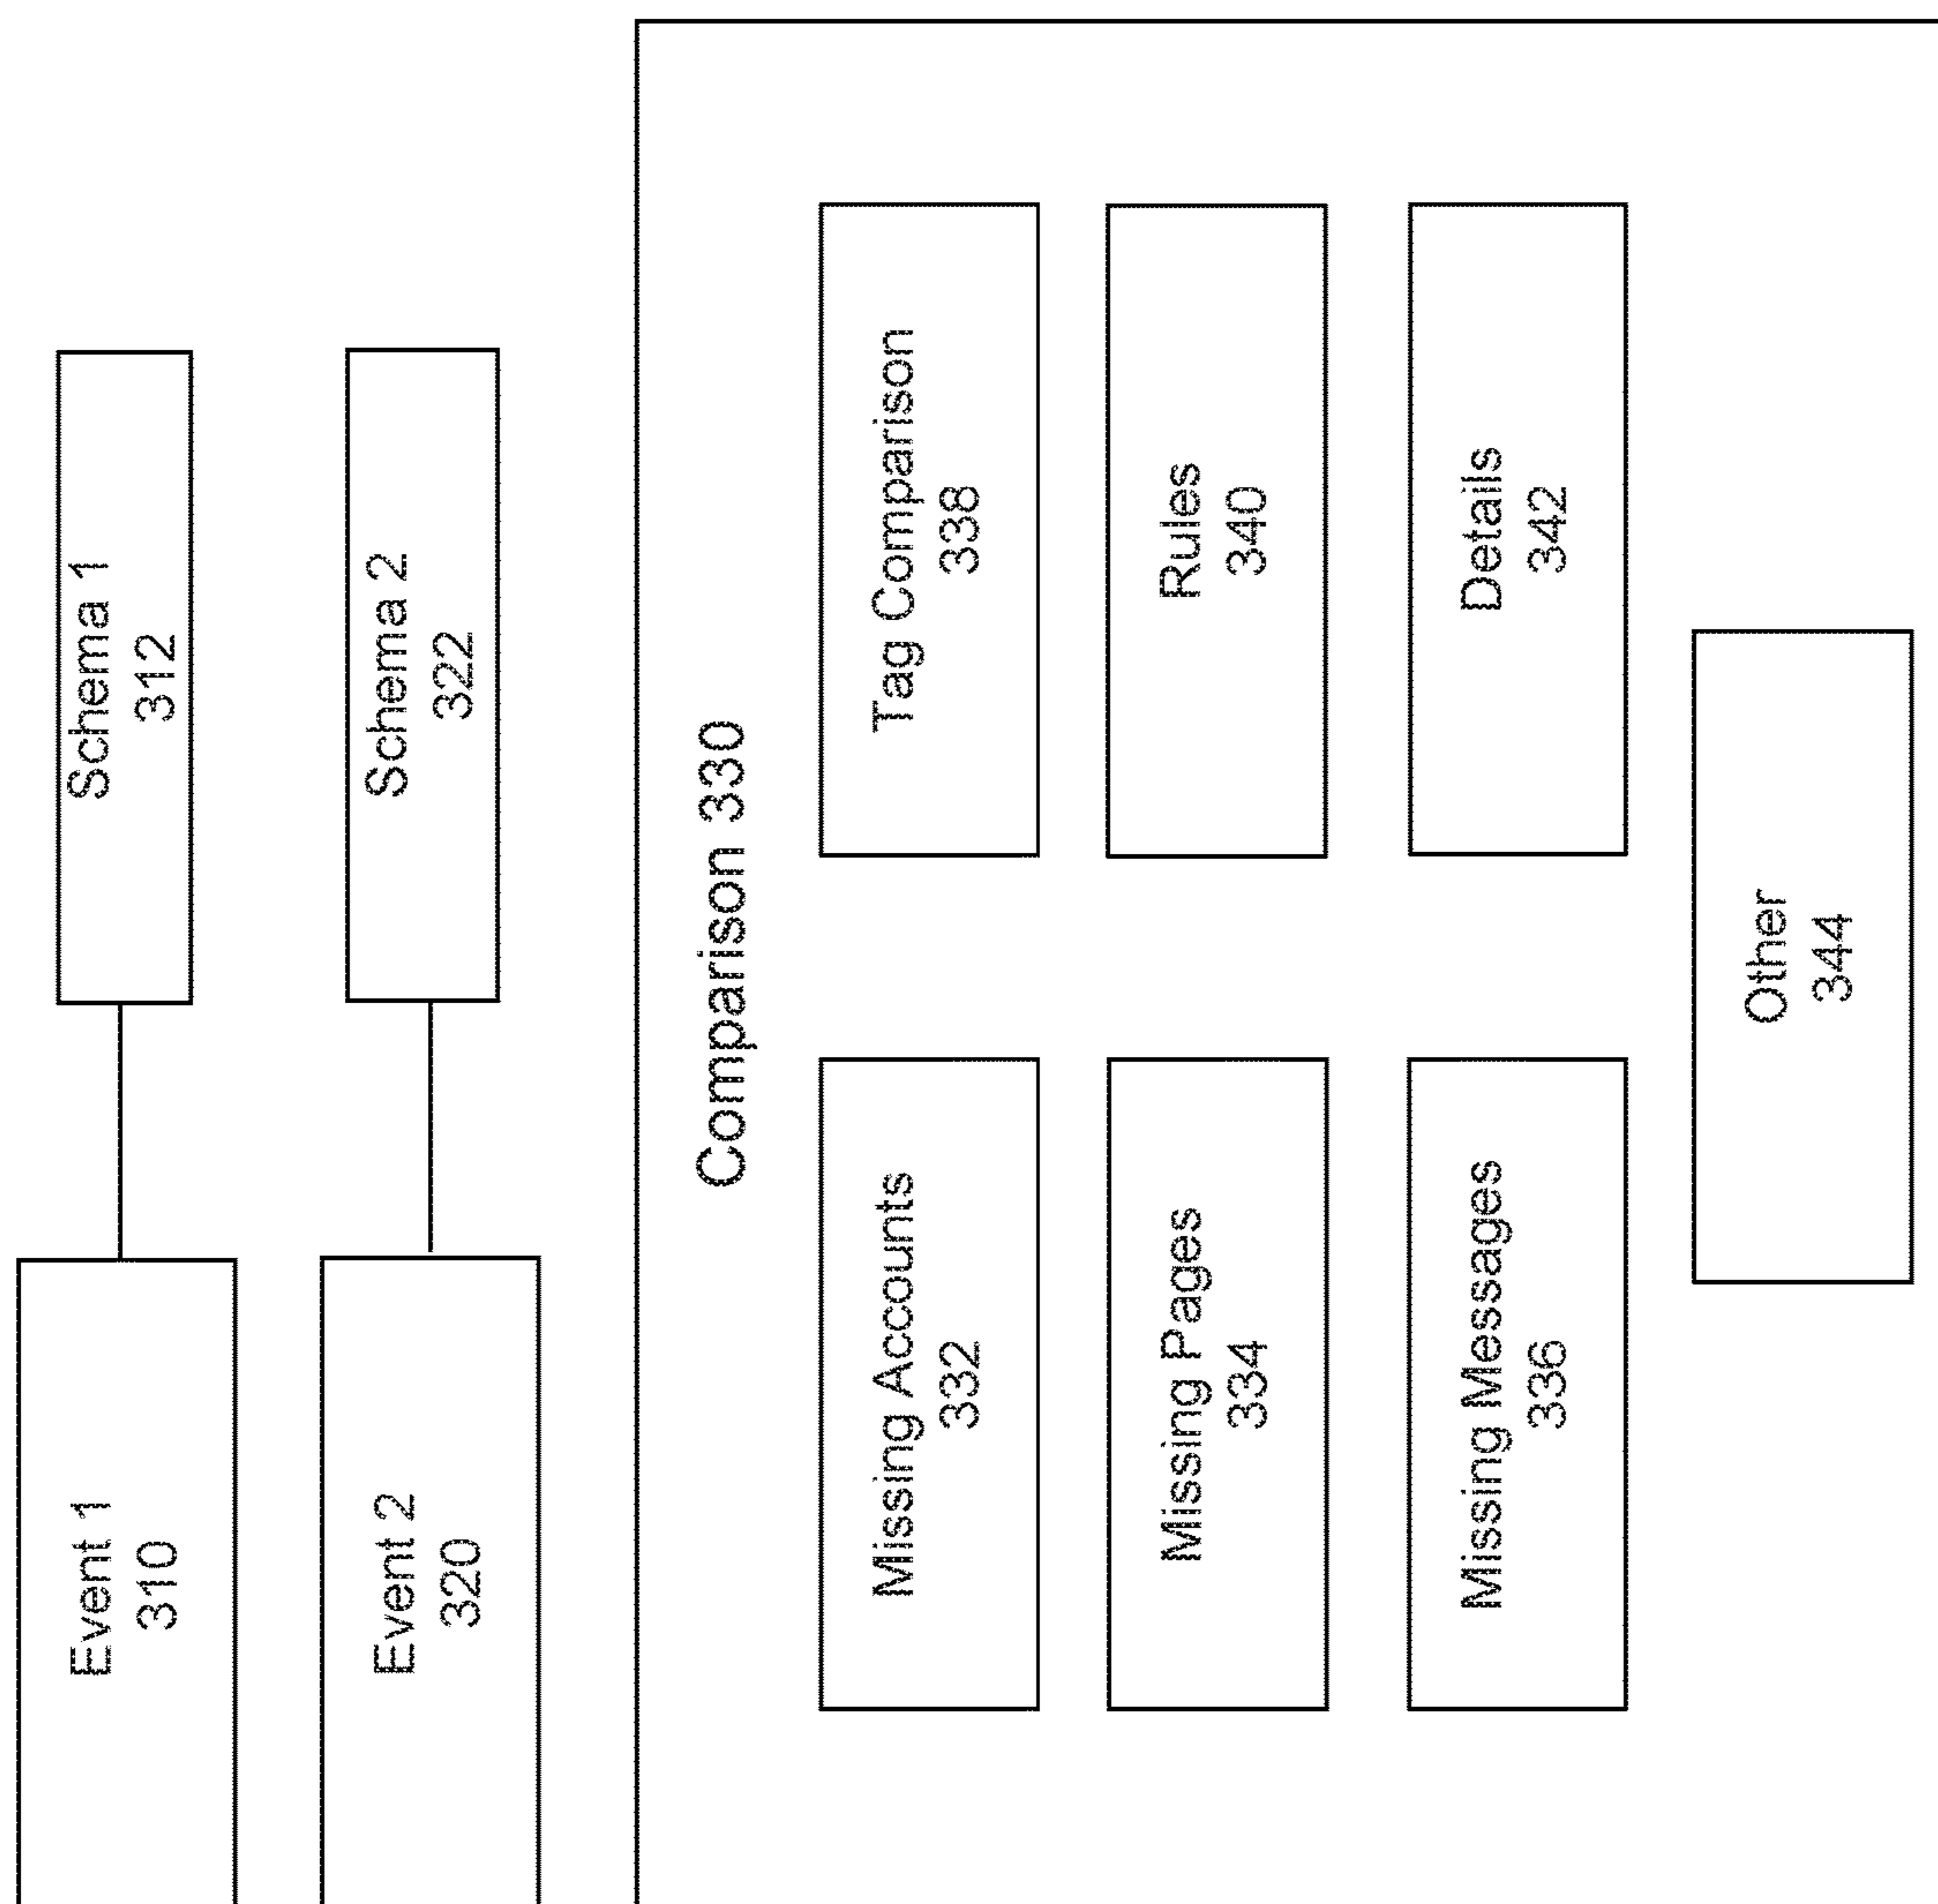 Event 1
310
Schema 1
312
Event 2
320
Schema 2
322
Comparison 330
Missing Accounts
332
Tag Comparison
338
Missing Pages
334
Rules
340
Missing Messages
336
Details
342
Other
344